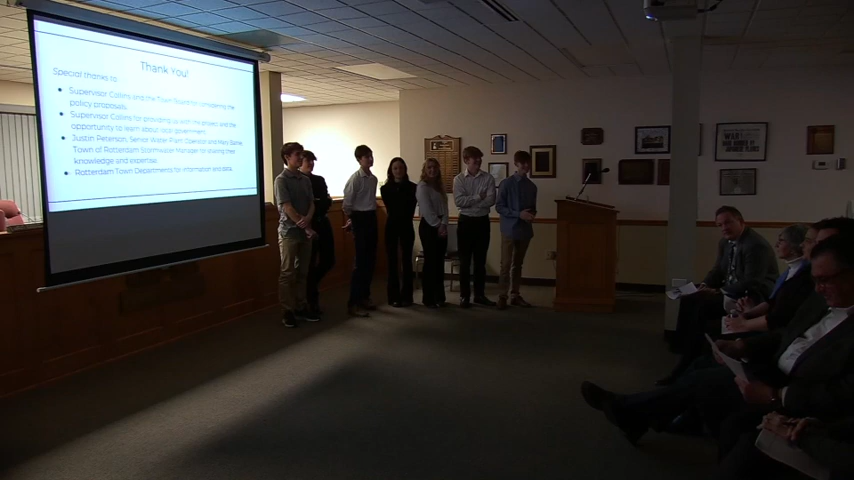 Thank You!
Special thanks to
Supervisor Collins and the Town Board for considering the
policy proposals.
Supervisor Collins for providing us with this project and the
opportunity to learn about local government.
Justin Peterson, Senior Water Plant Operator and Mary Barrie,
Town of Rotterdam Stormwater Manager for sharing their
knowledge and expertise.
Rotterdam Town Departments for information and data.